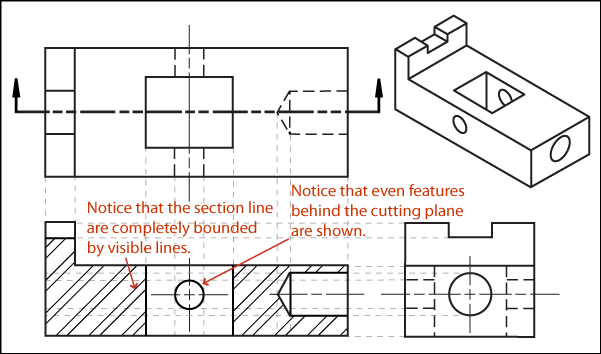 Notice that the section line
are completely bounded
by visible lines.
Notice that even features
behind the cutting plane
are shown.